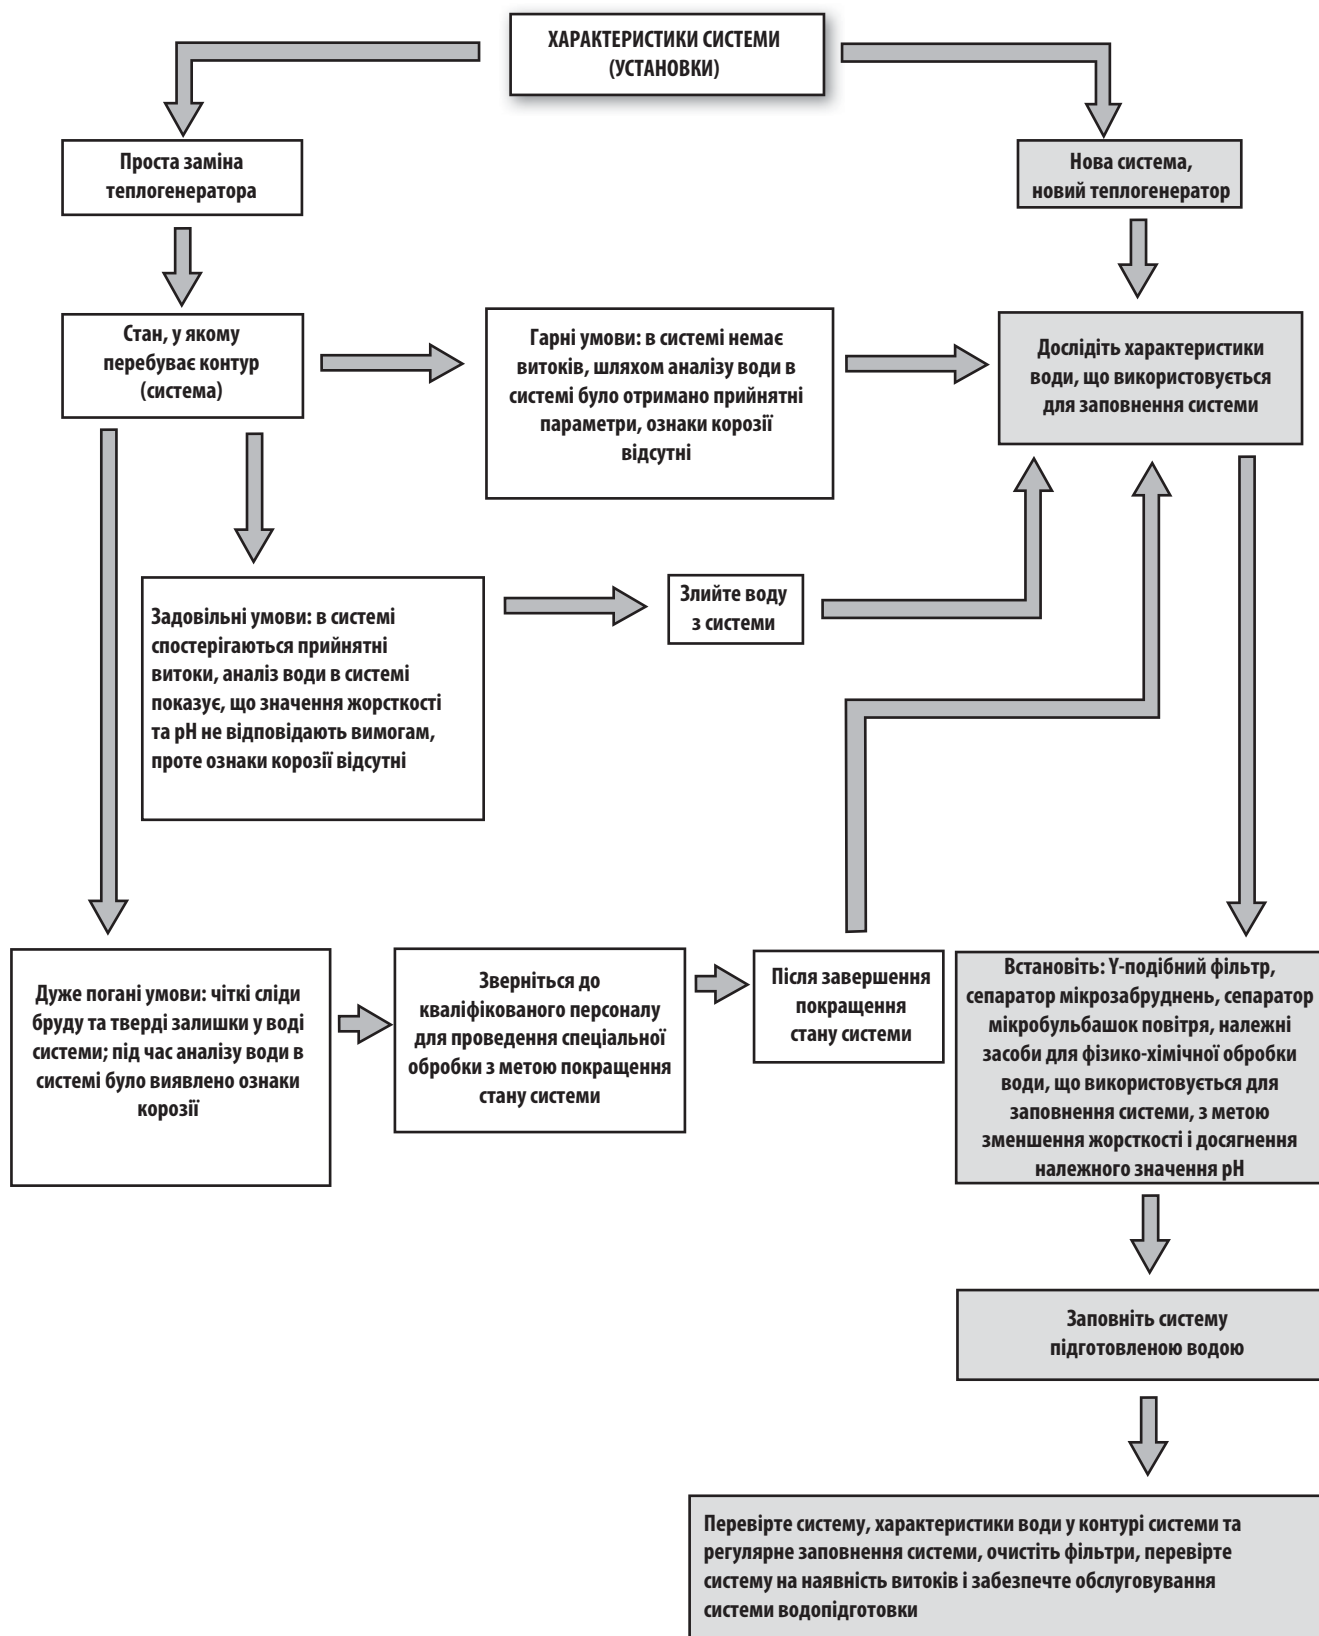 ХАРАКТЕРИСТИКИ СИСТЕМИ
(УСТАНОВКИ)
Проста заміна
теплогенератора
Нова система,
новий теплогенератор
Стан, у якому
перебуває контур
(система)
Гарні умови: в системі немає
витоків, шляхом аналізу води в
системі було отримано прийнятні
параметри, ознаки корозії
відсутні
Дослідіть характеристики
води, що використовується
для заповнення системи
Задовільні умови: в системі
спостерігаються прийнятні
витоки, аналіз води в системі
показує, що значення жорсткості
та pH не відповідають вимогам,
проте ознаки корозії відсутні
Злийте воду
з системи
Дуже погані умови: чіткі сліди
бруду та тверді залишки у воді
системи; під час аналізу води в
системі було виявлено ознаки
корозії
Зверніться до
кваліфікованого персоналу
для проведення спеціальної
обробки з метою покращення
стану системи
Після завершення
покращення
стану системи
Встановіть: Y-подібний фільтр,
сепаратор мікрозабруднень, сепаратор
мікробульбашок повітря, належні
засоби для фізико-хімічної обробки
води, що використовується для
заповнення системи, з метою
зменшення жорсткості і досягнення
належного значення pH
Заповніть систему
підготовленою водою
Перевірте систему, характеристики води у контурі системи та
регулярне заповнення системи, очистіть фільтри, перевірте
систему на наявність витоків і забезпечте обслуговування
системи водопідготовки